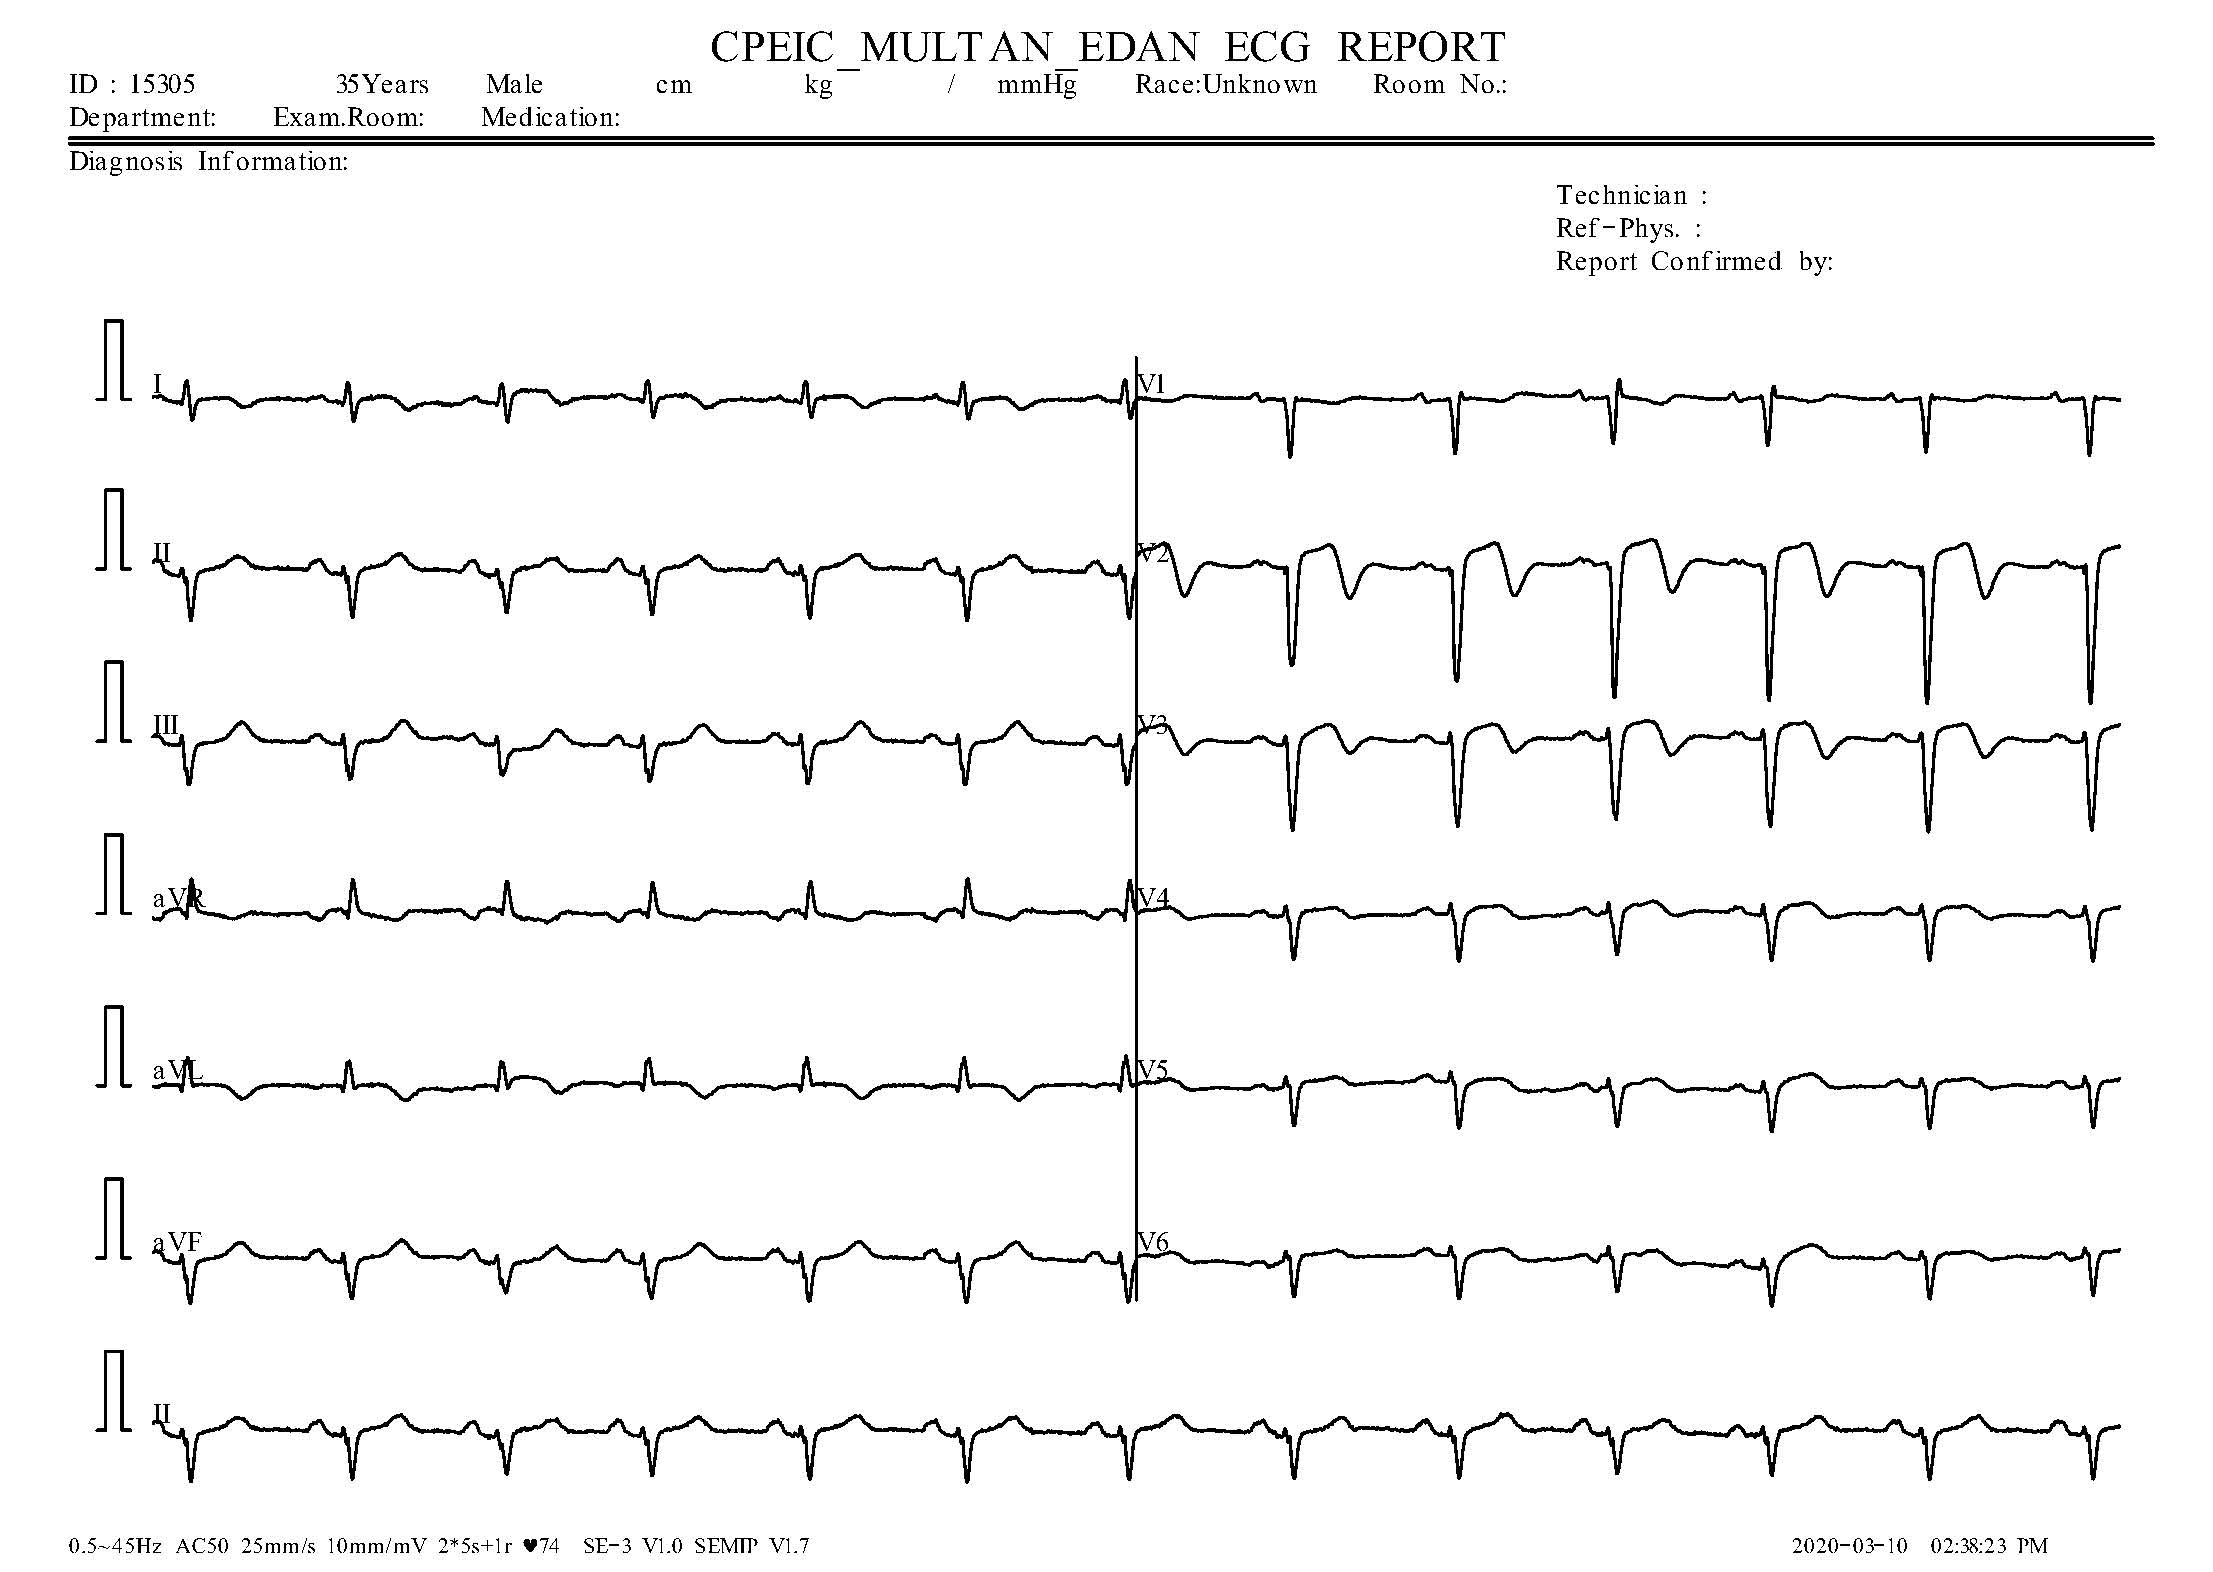 CPEIC_MULTAN_EDAN ECG REPORT
ID : 15305 35Years Male cm kg / mmHg Race:Unknown Room No.:
Department: Exam.Room: Medication:
Diagnosis Information:
Technician :
Ref-Phys. :
Report Confirmed by:
I V1
II V2
III V3
aVR V4
aVL V5
aVF V6
II
0.5~45Hz AC50 25mm/s 10mm/mV 2*5s+1r ♥74 SE-3 V1.0 SEMIP V1.7 2020-03-10 02:38:23 PM